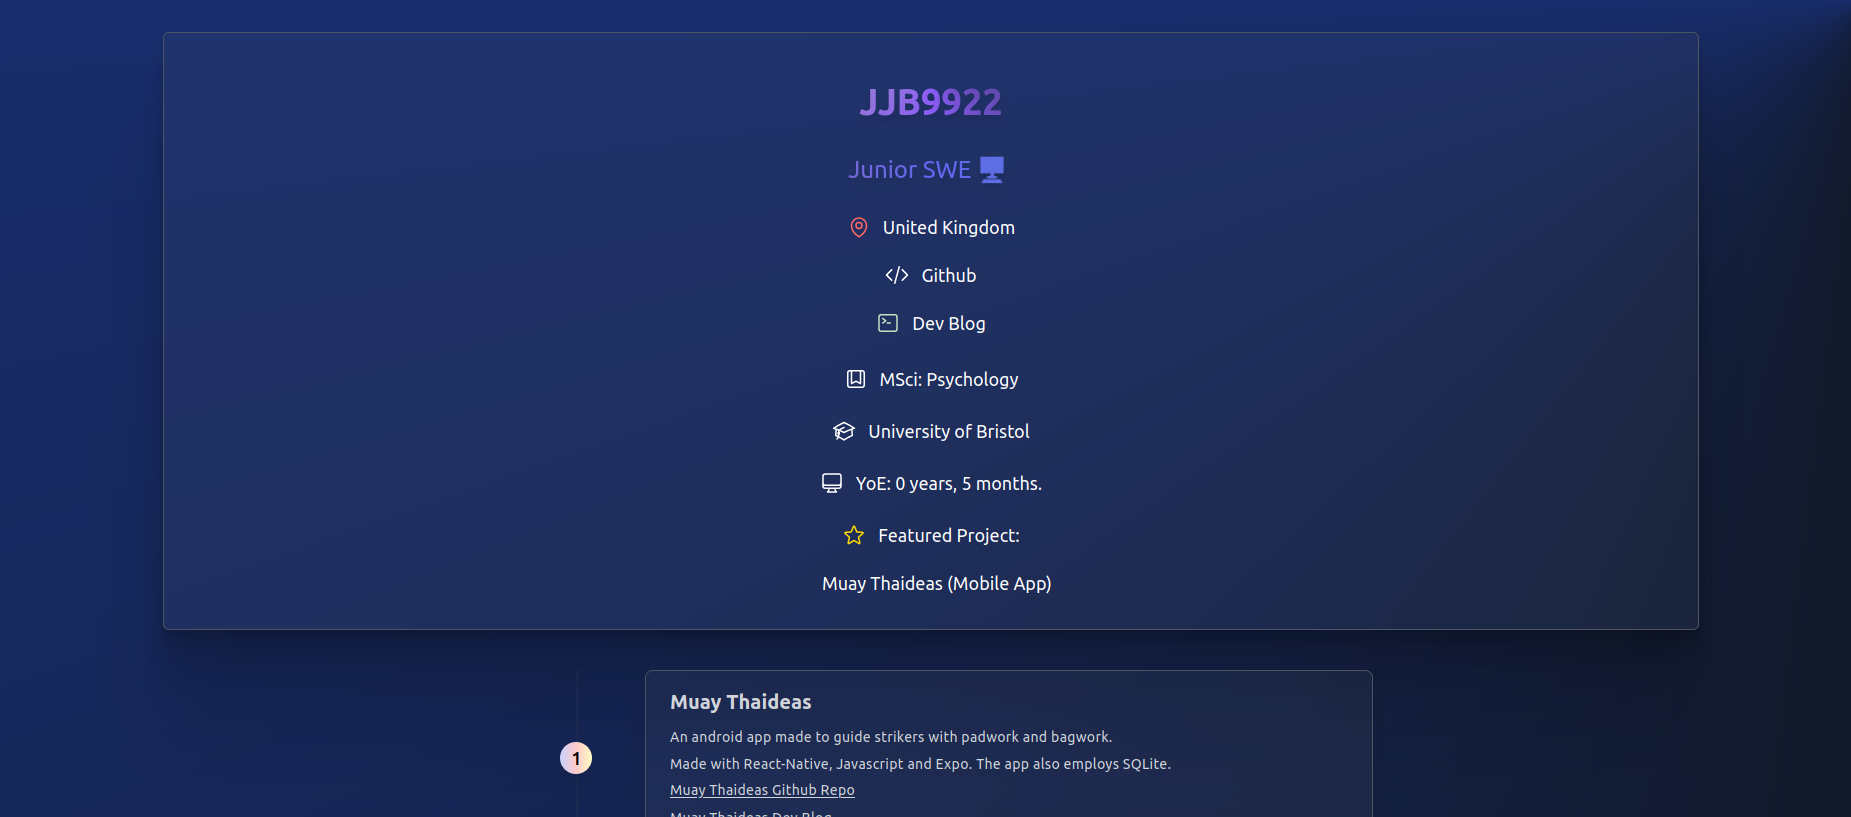 JJB9922
Junior SWE
United Kingdom
Github
Dev Blog
MSci: Psychology
University of Bristol
YoE: 0 years, 5 months.
Featured Project:
Muay Thaideas (Mobile App)
Muay Thaideas
An android app made to guide strikers with padwork and bagwork.
1
Made with React-Native, Javascript and Expo. The app also employs SQLite.
Muay Thaideas Github Repo
Muay Thaideas Dev Blog